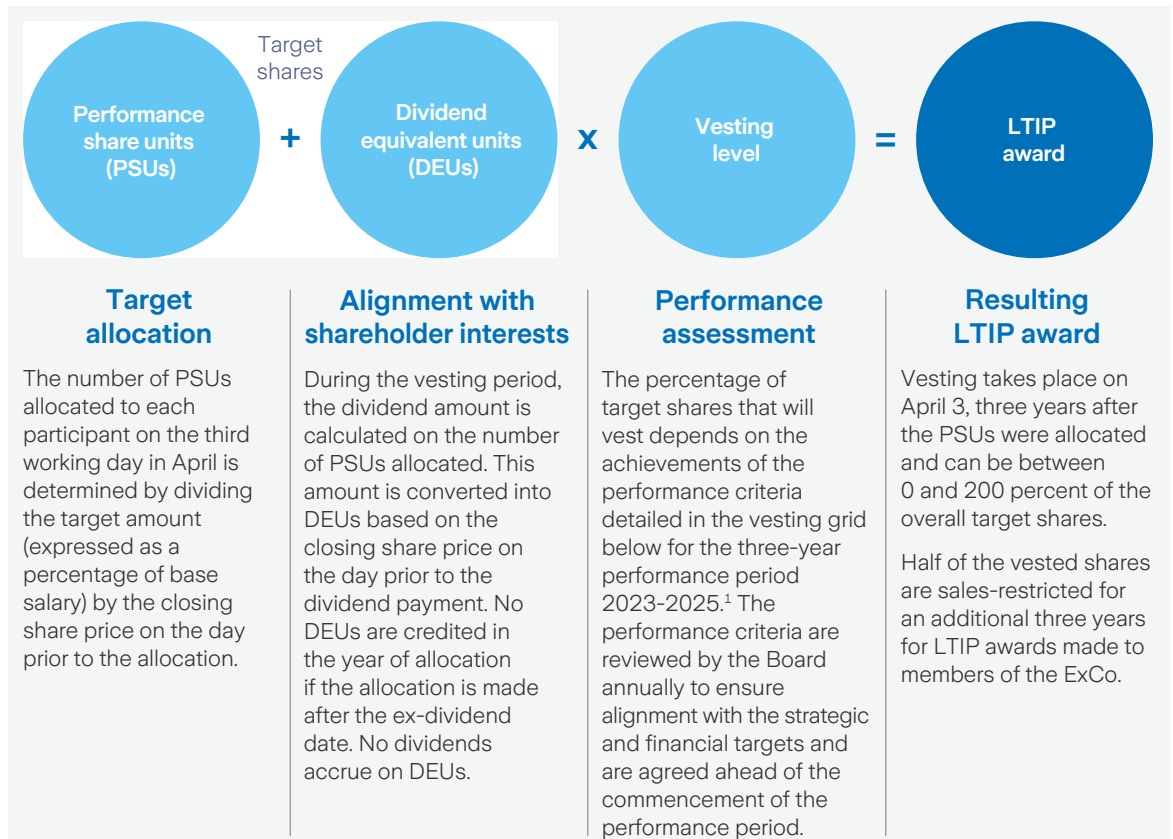 Target
shares
Performance
share units
(PSUs)
+
Dividend
equivalent units
(DEUs)
x
Vesting
level
=
LTIP
award
Target
allocation
The number of PSUs
allocated to each
participant on the third
working day in April is
determined by dividing
the target amount
(expressed as a
percentage of base
salary) by the closing
share price on the day
prior to the allocation.
Alignment with
shareholder interests
During the vesting period,
the dividend amount is
calculated on the number
of PSUs allocated. This
amount is converted into
DEUs based on the
closing share price on
the day prior to the
dividend payment. No
DEUs are credited in
the year of allocation
if the allocation is made
after the ex-dividend
date. No dividends
accrue on DEUs.
Performance
assessment
The percentage of
target shares that will
vest depends on the
achievements of the
performance criteria
detailed in the vesting grid
below for the three-year
performance period
2023-2025.¹ The
performance criteria are
reviewed by the Board
annually to ensure
alignment with the strategic
and financial targets and
are agreed ahead of the
commencement of the
performance period.
Resulting
LTIP award
Vesting takes place on
April 3, three years after
the PSUs were allocated
and can be between
0 and 200 percent of the
overall target shares.
Half of the vested shares
are sales-restricted for
an additional three years
for LTIP awards made to
members of the ExCo.